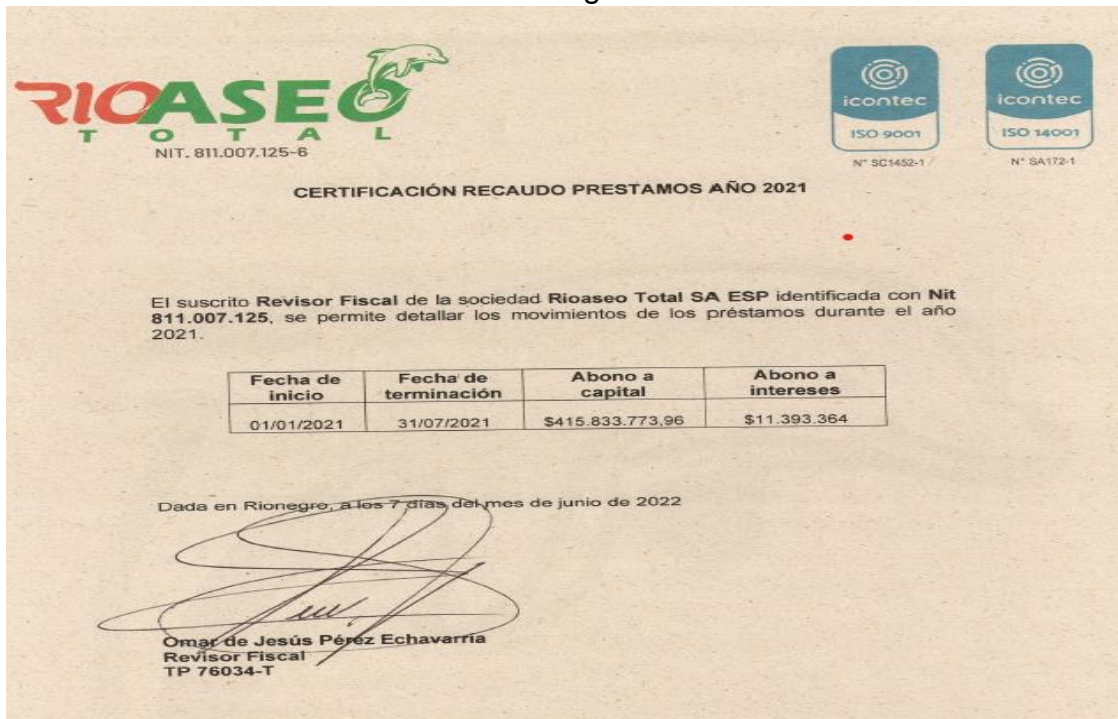 RIOASEO
TOTAL
NIT. 811.007.125-6
icontec
ISO 9001
N° SC1452-1
icontec
ISO 14001
N° SA172-1
CERTIFICACIÓN RECAUDO PRESTAMOS AÑO 2021
El suscrito Revisor Fiscal de la sociedad Rioaseo Total SA ESP identificada con Nit
811.007.125, se permite detallar los movimientos de los préstamos durante el año
2021.
Fecha de inicio Fecha de terminación Abono a capital Abono a intereses
01/01/2021 31/07/2021 $415.833.773,96 $11.393.364
Dada en Rionegro, a los 7 días del mes de junio de 2022
Omar de Jesús Pérez Echavarría
Revisor Fiscal
TP 76034-T